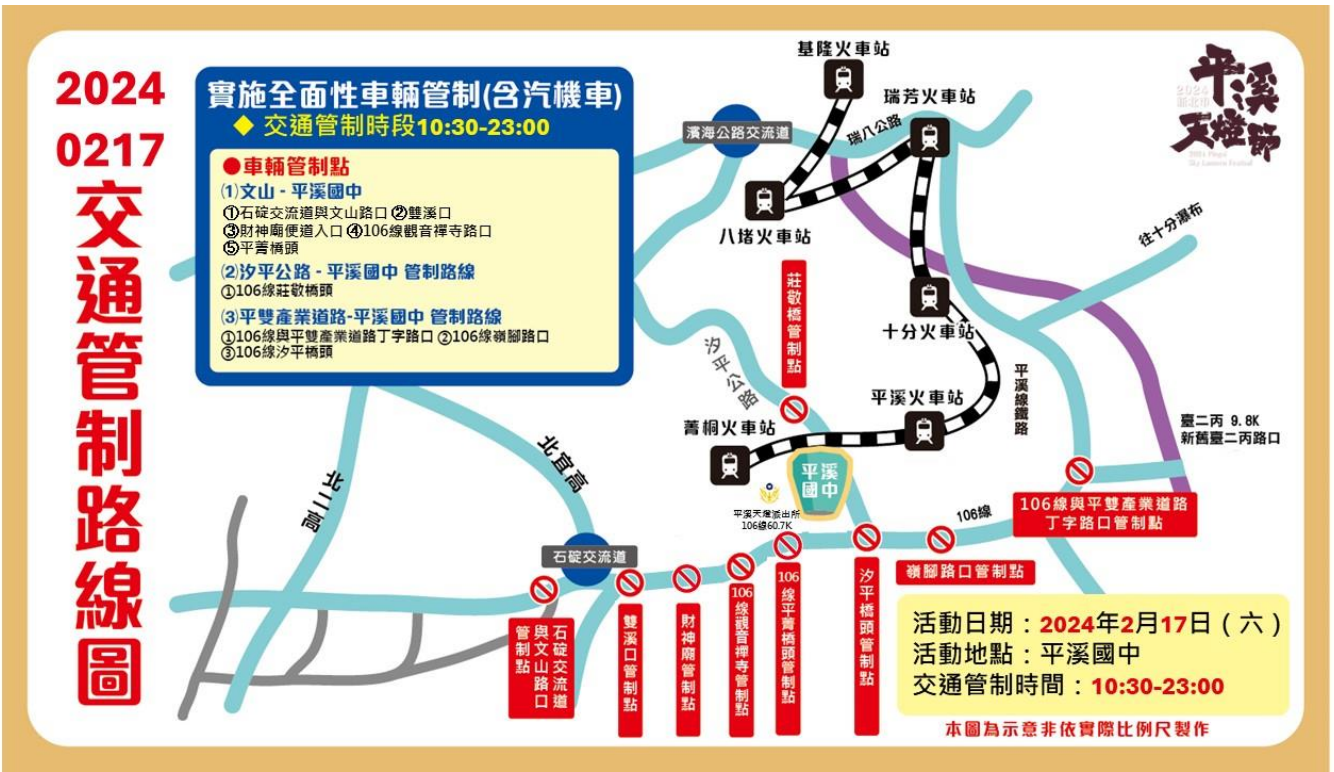 2024
0217
交通管制路線圖
實施全面性車輛管制(含汽機車)
◆ 交通管制時段10:30-23:00
●車輛管制點
(1)文山 - 平溪國中
①石碇交流道與文山路口 ②雙溪口
③財神廟便道入口 ④106線觀音禪寺路口
⑤平菁橋頭
(2)汐平公路 - 平溪國中 管制路線
①106線莊敬橋頭
(3)平雙產業道路-平溪國中 管制路線
①106線與平雙產業道路丁字路口 ②106線嶺腳路口
③106線汐平橋頭
基隆火車站
瑞芳火車站
濱海公路交流道
瑞八公路
八堵火車站
往十分瀑布
莊敬橋管制點
十分火車站
汐平公路
平溪線鐵路
平溪火車站
菁桐火車站
臺二丙 9.8K
新舊臺二丙路口
平溪
國中
平溪天燈派出所
106線60.7K
106線
106線與平雙產業道路
丁字路口管制點
北二高
北宜高
石碇交流道
石碇交流道
與文山路口
管制點
雙溪口管制點
財神廟管制點
106線觀音禪寺管制點
106線平菁橋頭管制點
汐平橋頭管制點
嶺腳路口管制點
2024
新北市
平溪
天燈節
2024 Pingxi
Sky Lantern Festival
活動日期：2024年2月17日（六）
活動地點：平溪國中
交通管制時間：10:30-23:00
本圖為示意非依實際比例尺製作